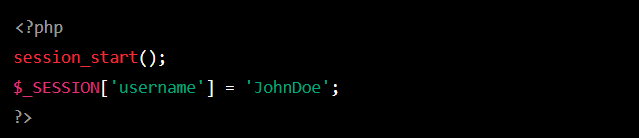 <?php
session_start();
$_SESSION['username'] = 'JohnDoe';
?>